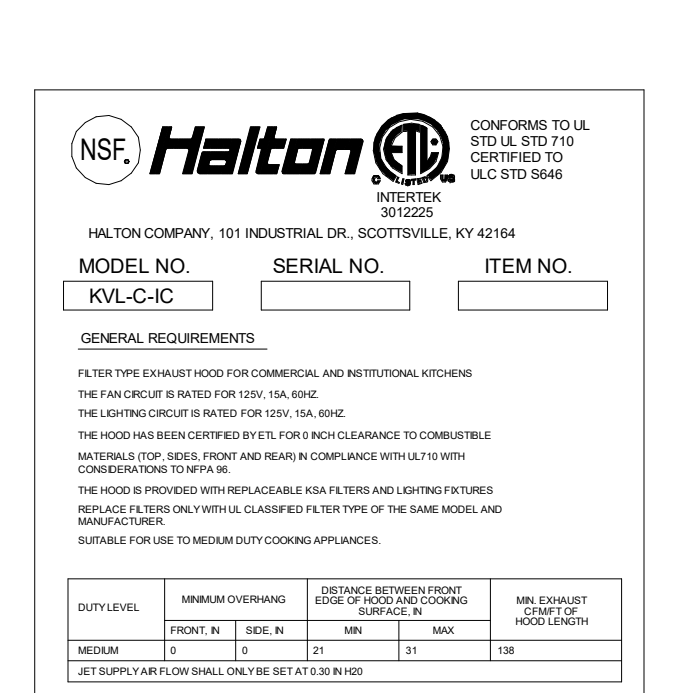 NSF.
Halton
ETL
C LISTED US
INTERTEK
3012225
CONFORMS TO UL
STD UL STD 710
CERTIFIED TO
ULC STD S646
HALTON COMPANY, 101 INDUSTRIAL DR., SCOTTSVILLE, KY 42164
MODEL NO. SERIAL NO. ITEM NO.
KVL-C-IC
GENERAL REQUIREMENTS
FILTER TYPE EXHAUST HOOD FOR COMMERCIAL AND INSTITUTIONAL KITCHENS
THE FAN CIRCUIT IS RATED FOR 125V, 15A, 60HZ.
THE LIGHTING CIRCUIT IS RATED FOR 125V, 15A, 60HZ.
THE HOOD HAS BEEN CERTIFIED BY ETL FOR 0 INCH CLEARANCE TO COMBUSTIBLE
MATERIALS (TOP, SIDES, FRONT AND REAR) IN COMPLIANCE WITH UL710 WITH
CONSIDERATIONS TO NFPA 96.
THE HOOD IS PROVIDED WITH REPLACEABLE KSA FILTERS AND LIGHTING FIXTURES
REPLACE FILTERS ONLY WITH UL CLASSIFIED FILTER TYPE OF THE SAME MODEL AND
MANUFACTURER.
SUITABLE FOR USE TO MEDIUM DUTY COOKING APPLIANCES.
DUTY LEVEL
MINIMUM OVERHANG
DISTANCE BETWEEN FRONT
EDGE OF HOOD AND COOKING
SURFACE, IN
MIN. EXHAUST
CFM/FT OF
HOOD LENGTH
FRONT, IN SIDE, IN MIN MAX
MEDIUM 0 0 21 31 138
JET SUPPLY AIR FLOW SHALL ONLY BE SET AT 0.30 IN H20